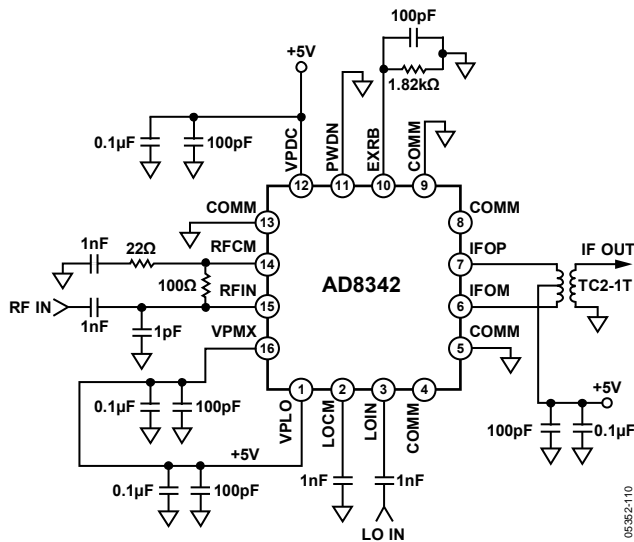 100pF
+5V
1.82kΩ
0.1µF
100pF
VPDC
PWDN
EXRB
COMM
12
11
10
9
COMM
13
COMM
8
1nF
22Ω
RFCM
14
IFOP
7
IF OUT
100Ω
AD8342
TC2-1T
RF IN
RFIN
15
IFOM
6
1nF
1pF
VPMX
16
COMM
5
0.1µF
100pF
1
2
3
4
VPLO
LOCM
LOIN
COMM
+5V
100pF
0.1µF
+5V
0.1µF
100pF
1nF
1nF
LO IN
05352-110